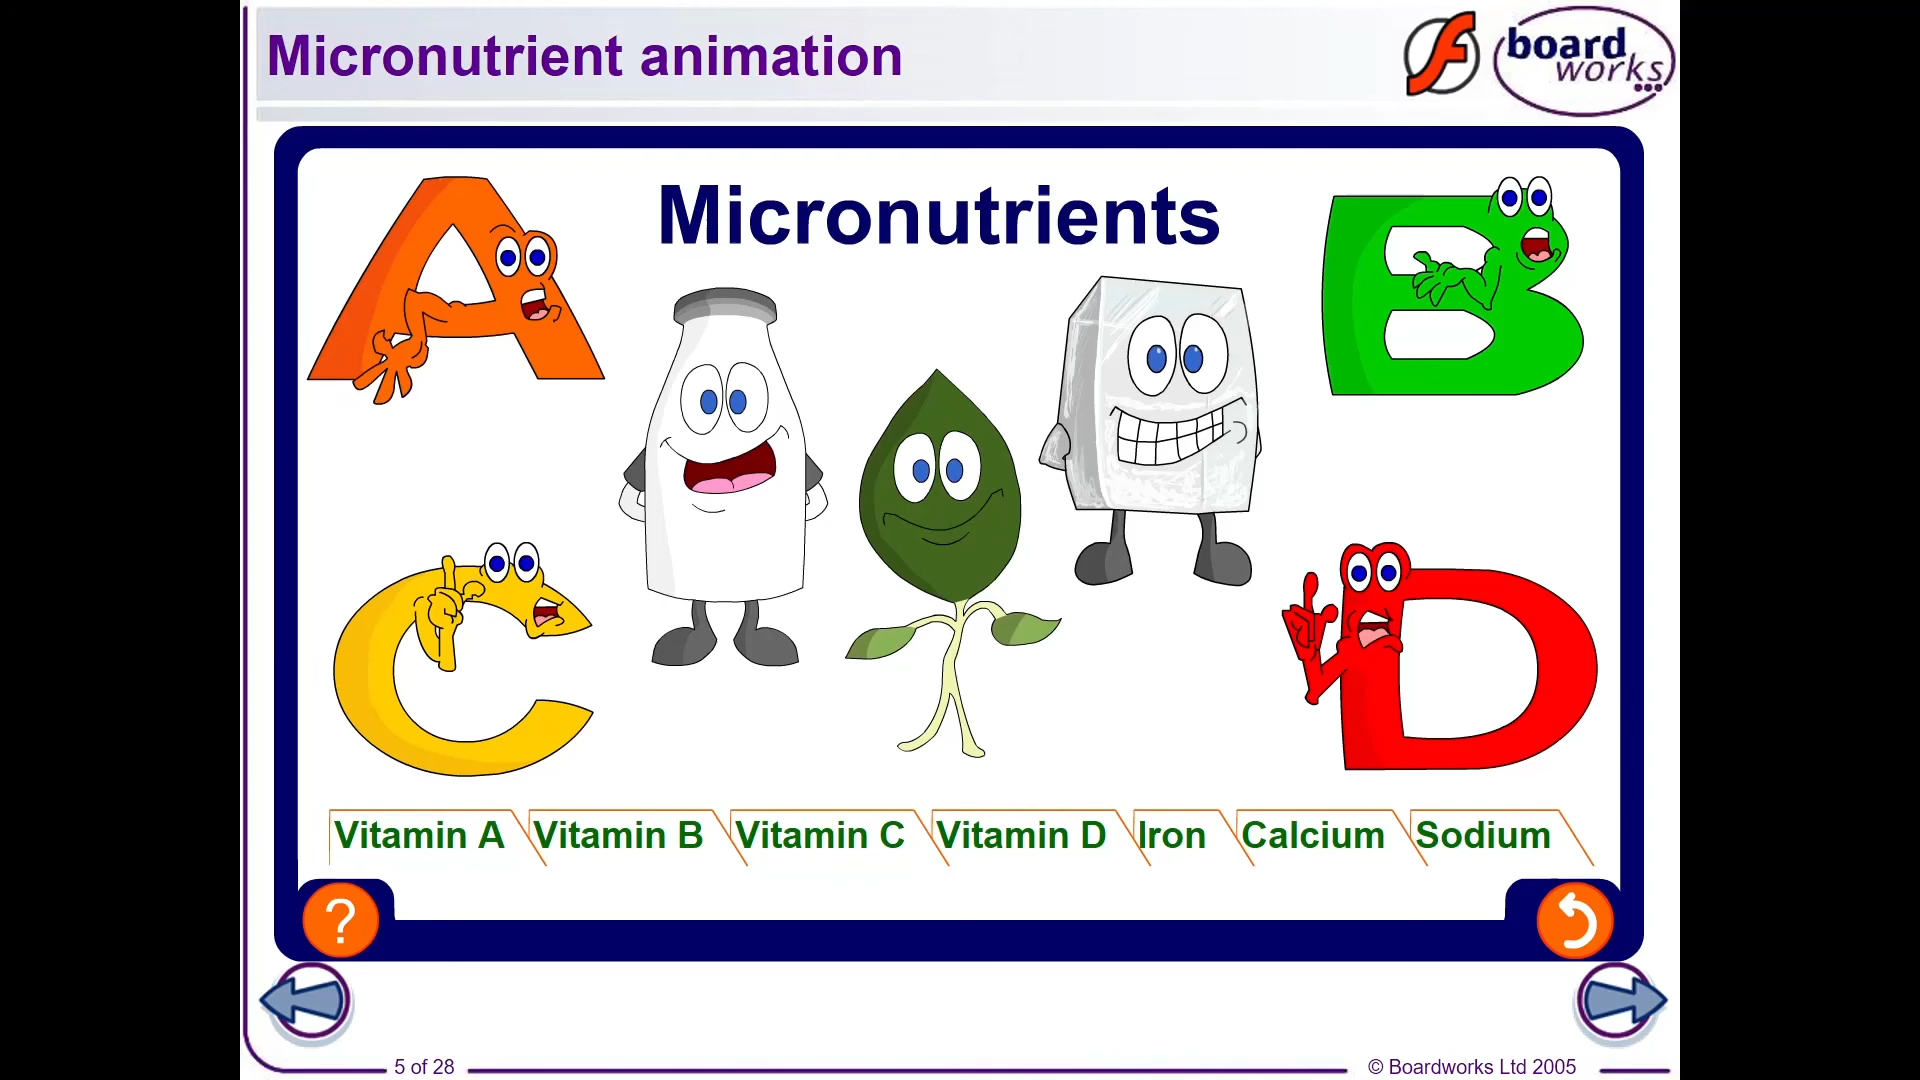 Micronutrient animation
board
works
Micronutrients
A
B
C
D
Vitamin A Vitamin B Vitamin C Vitamin D Iron Calcium Sodium
?
5 of 28
© Boardworks Ltd 2005